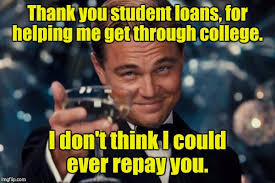 Thank you student loans, for
helping me get through college.
I don't think I could
ever repay you.
imgflip.com